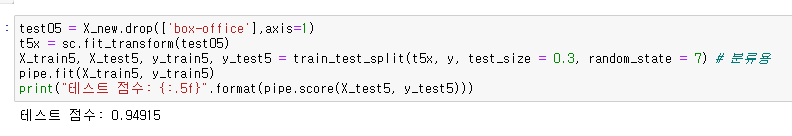 : test05 = X_new.drop(['box-office'],axis=1)
t5x = sc.fit_transform(test05)
X_train5, X_test5, y_train5, y_test5 = train_test_split(t5x, y, test_size = 0.3, random_state = 7) # 분류용
pipe.fit(X_train5, y_train5)
print("테스트 점수: {:.5f}".format(pipe.score(X_test5, y_test5)))
테스트 점수: 0.94915